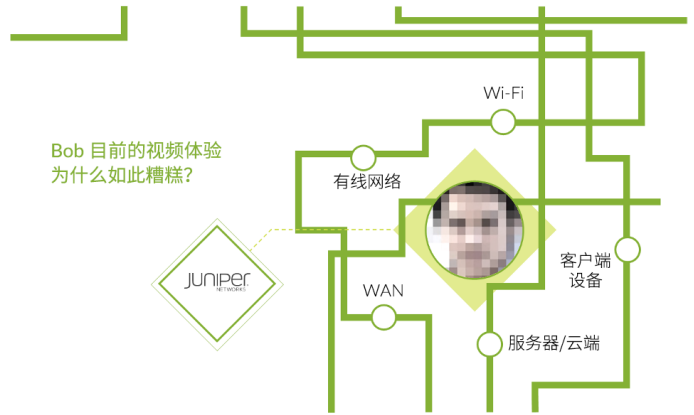 Wi-Fi
Bob 目前的视频体验
为什么如此糟糕？
有线网络
JUNIPER
NETWORKS
客户端
设备
WAN
服务器/云端